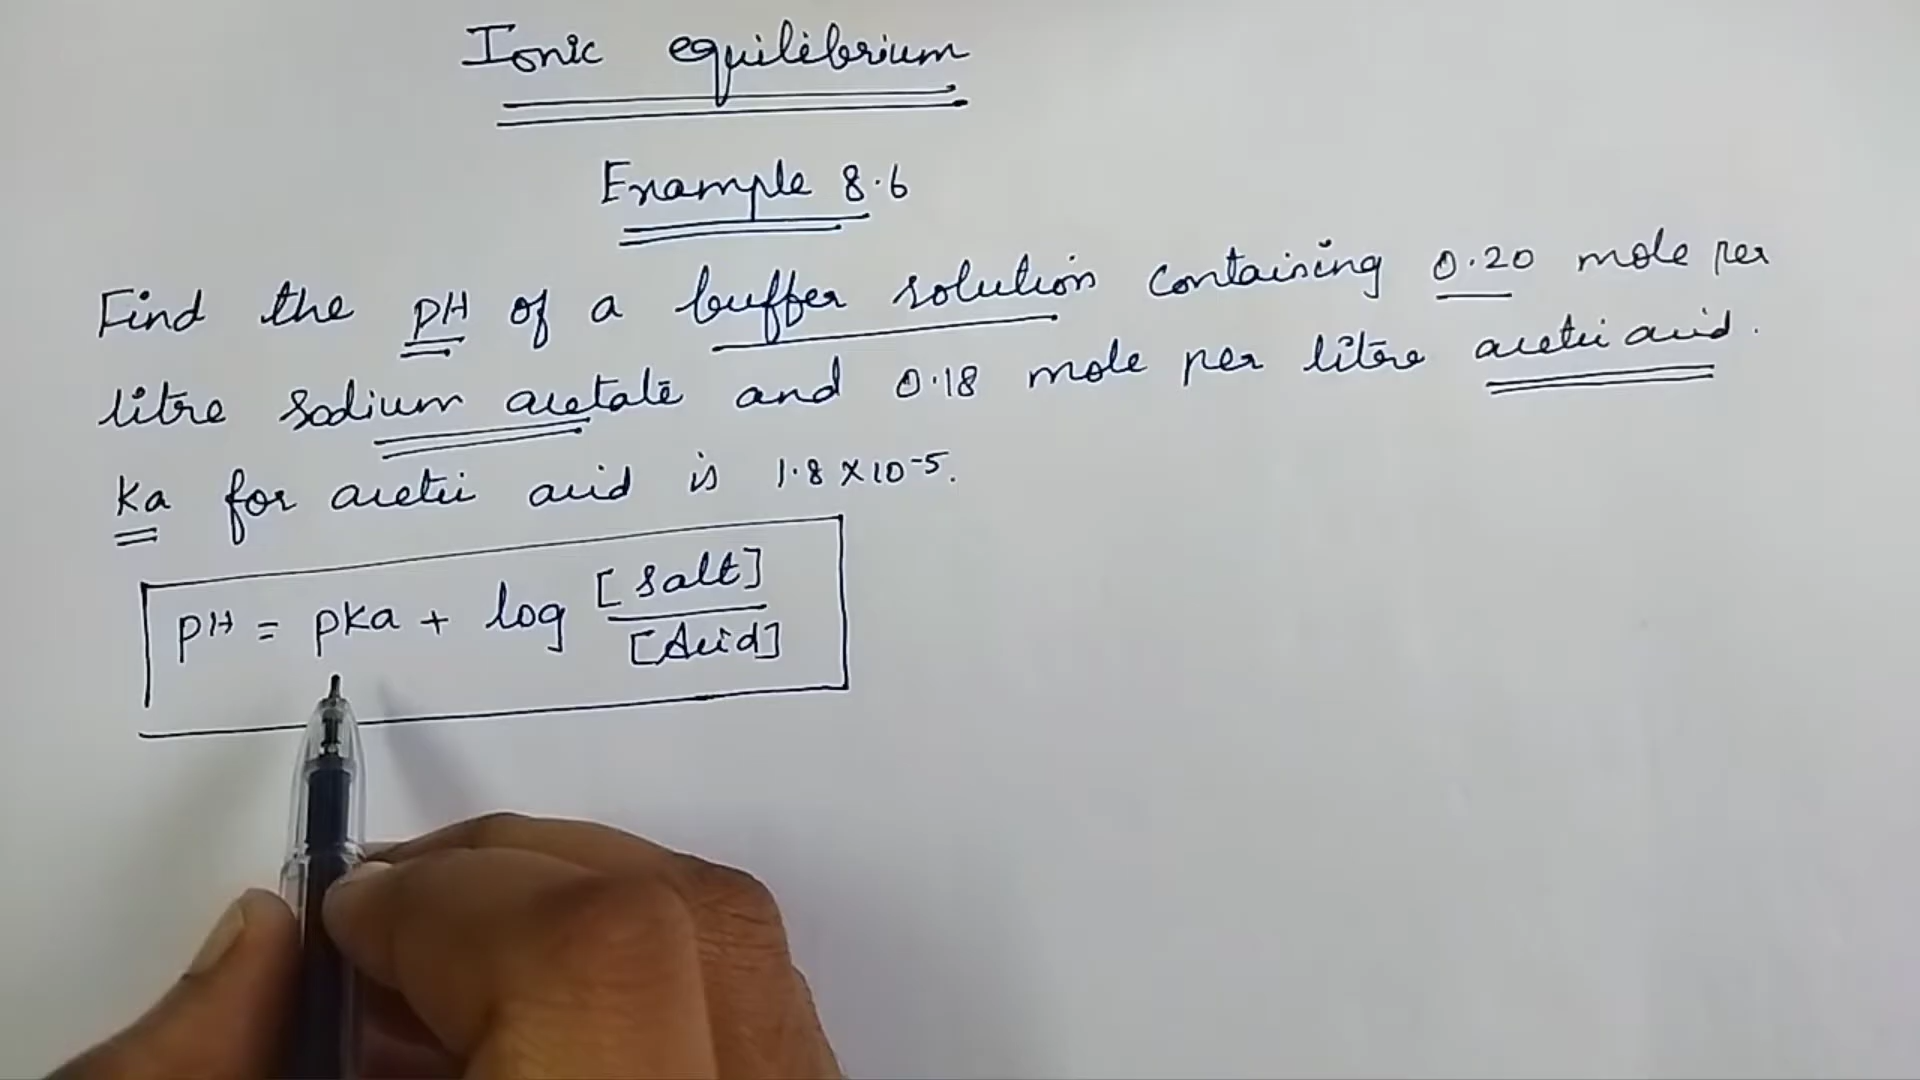 Ionic equilibrium
Example 8.6
Find the pH of a buffer solution containing 0.20 mole per
litre sodium acetate and 0.18 mole per litre acetic acid.
Ka for acetic acid is 1.8 × 10⁻⁵.
pH = pKa + log [Salt] / [Acid]